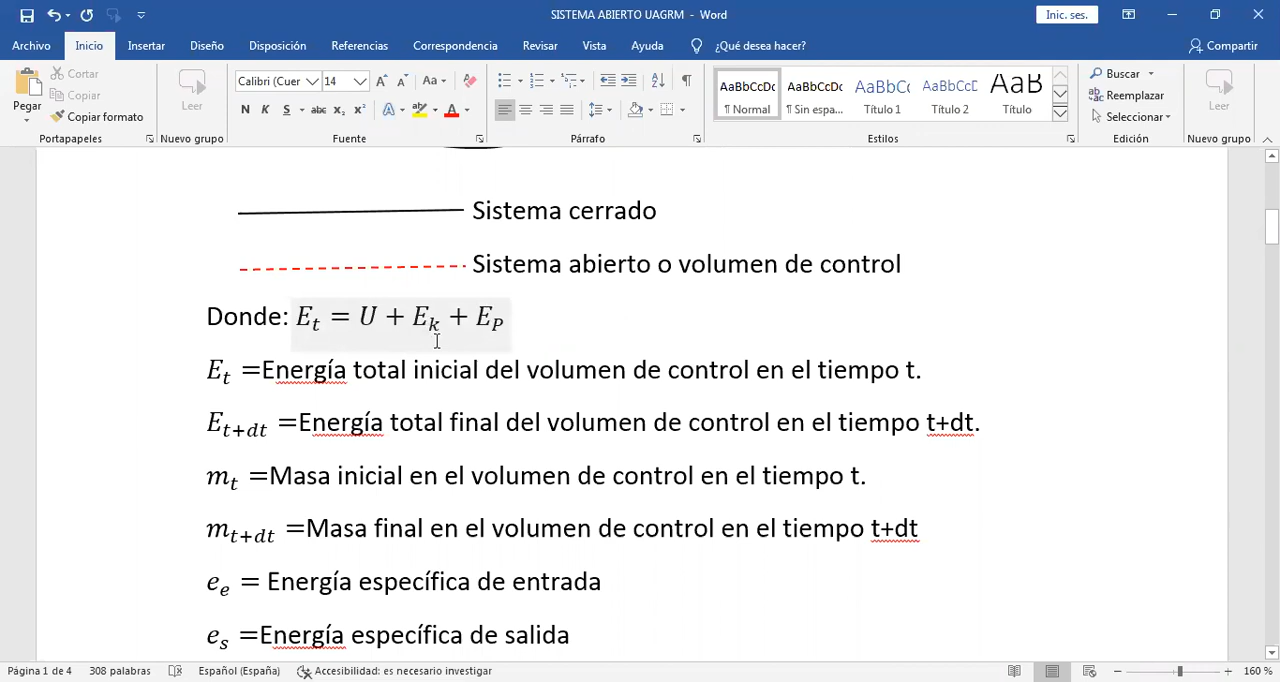 SISTEMA ABIERTO UAGRM - Word
Inic. ses.
Archivo Inicio Insertar Diseño Disposición Referencias Correspondencia Revisar Vista Ayuda ¿Qué desea hacer? Compartir
Pegar
Cortar
Copiar
Copiar formato
Portapapeles
Leer
Nuevo grupo
Calibri (Cuer 14 A A Aa
N K S abc x₂ x² A A
Fuente
Párrafo
AaBbCcDc
¶ Normal
AaBbCcDc
¶ Sin espa...
AaBbCc
Título 1
AaBbCcD
Título 2
AaB
Título
Estilos
Buscar
Reemplazar
Seleccionar
Edición
Leer
Nuevo grupo
Sistema cerrado
Sistema abierto o volumen de control
Donde: E_t = U + E_k + E_P
E_t =Energía total inicial del volumen de control en el tiempo t.
E_{t+dt} =Energía total final del volumen de control en el tiempo t+dt.
m_t =Masa inicial en el volumen de control en el tiempo t.
m_{t+dt} =Masa final en el volumen de control en el tiempo t+dt
e_e = Energía específica de entrada
e_s =Energía específica de salida
Página 1 de 4 308 palabras Español (España) Accesibilidad: es necesario investigar 160 %